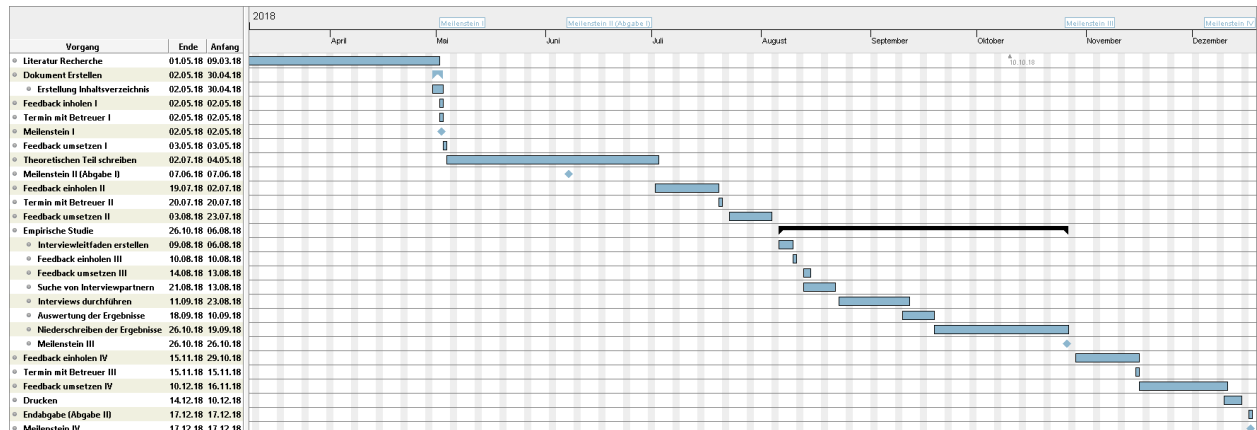 2018
Meilenstein I
Meilenstein II (Abgabe I)
Meilenstein III
Meilenstein IV
Vorgang Ende Anfang April Mai Juni Juli August September Oktober November Dezember
Literatur Recherche 01.05.18 09.03.18
10.10.18
Dokument Erstellen 02.05.18 30.04.18
Erstellung Inhaltsverzeichnis 02.05.18 30.04.18
Feedback inholen I 02.05.18 02.05.18
Termin mit Betreuer I 02.05.18 02.05.18
Meilenstein I 02.05.18 02.05.18
Feedback umsetzen I 03.05.18 03.05.18
Theoretischen Teil schreiben 02.07.18 04.05.18
Meilenstein II (Abgabe I) 07.06.18 07.06.18
Feedback einholen II 19.07.18 02.07.18
Termin mit Betreuer II 20.07.18 20.07.18
Feedback umsetzen II 03.08.18 23.07.18
Empirische Studie 26.10.18 06.08.18
Interviewleitfaden erstellen 09.08.18 06.08.18
Feedback einholen III 10.08.18 10.08.18
Feedback umsetzen III 14.08.18 13.08.18
Suche von Interviewpartnern 21.08.18 13.08.18
Interviews durchführen 11.09.18 23.08.18
Auswertung der Ergebnisse 18.09.18 10.09.18
Niederschreiben der Ergebnisse 26.10.18 19.09.18
Meilenstein III 26.10.18 26.10.18
Feedback einholen IV 15.11.18 29.10.18
Termin mit Betreuer III 15.11.18 15.11.18
Feedback umsetzen IV 10.12.18 16.11.18
Drucken 14.12.18 10.12.18
Endabgabe (Abgabe II) 17.12.18 17.12.18
Meilenstein IV 17.12.18 17.12.18